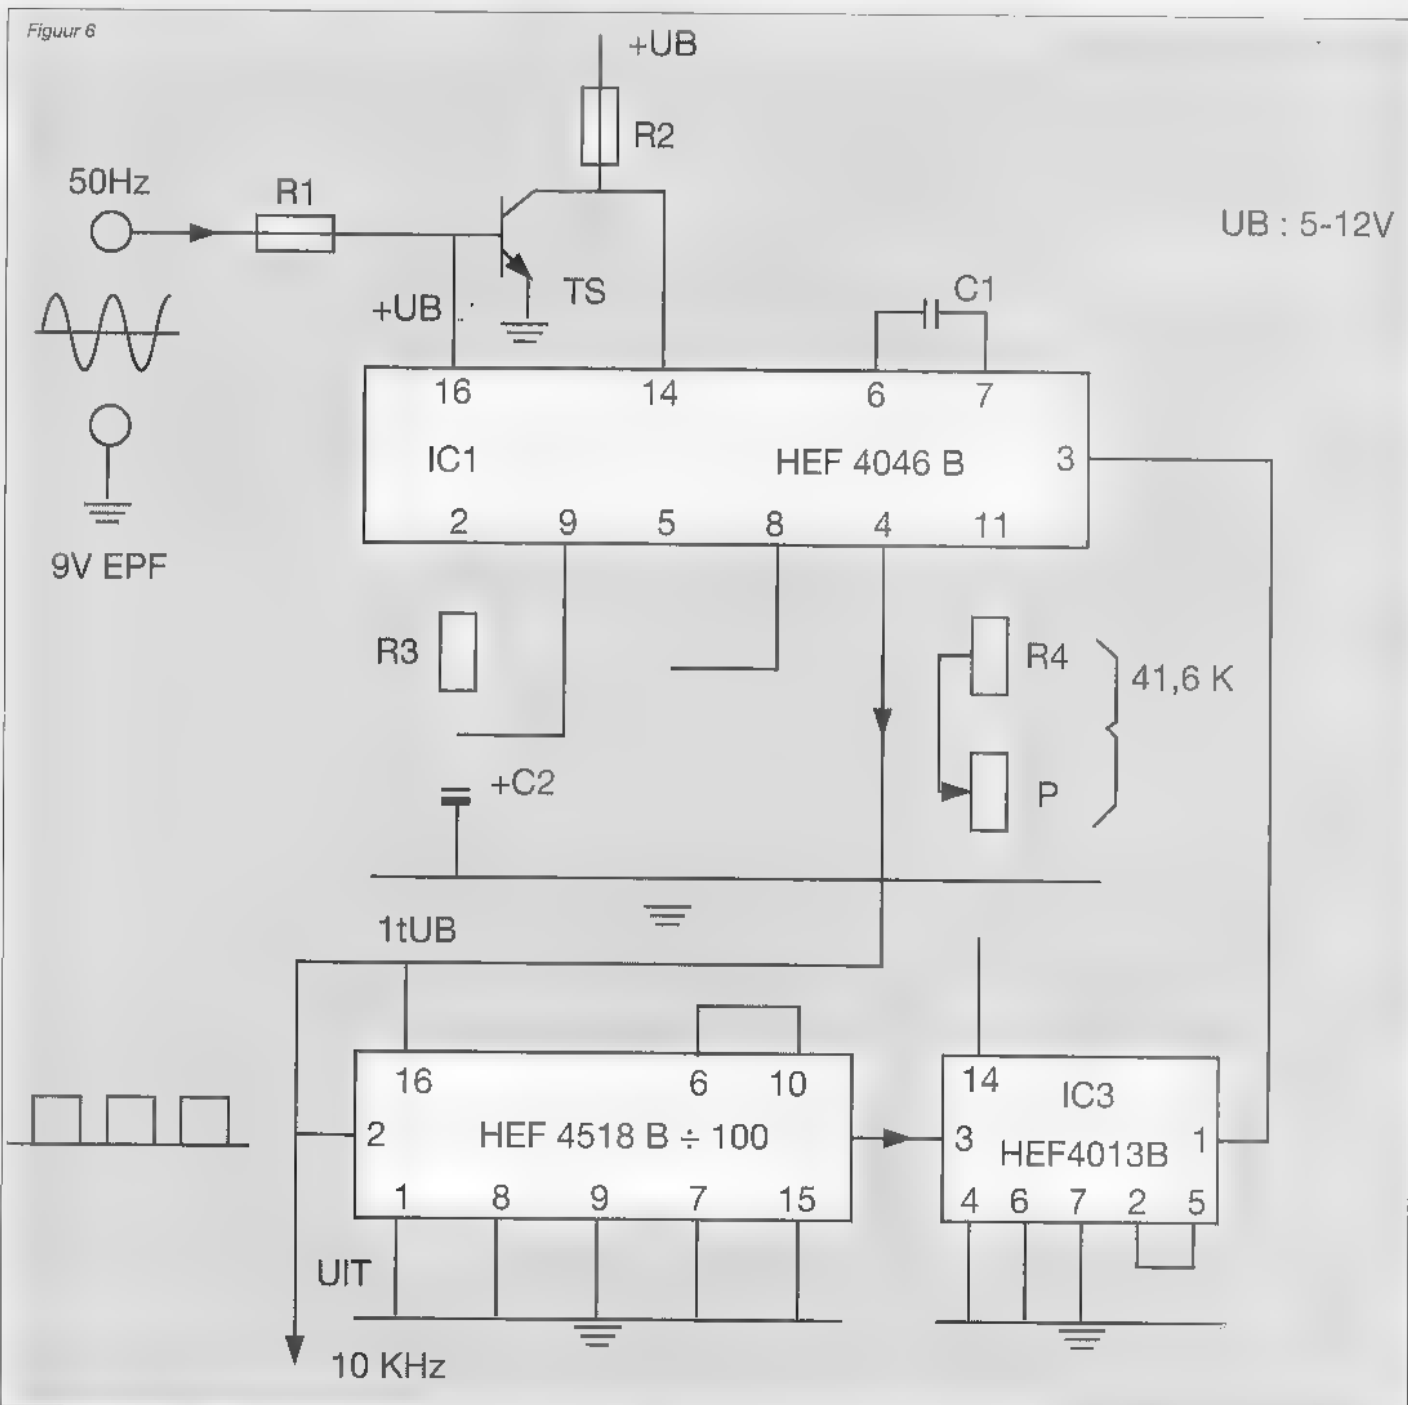 Figuur 6
+UB
R2
50Hz
R1
UB : 5-12V
TS
+UB
C1
16 14 6 7
IC1 HEF 4046 B 3
2 9 5 8 4 11
9V EPF
R3
R4
41,6 K
+C2
P
1tUB
16 6 10
14 IC3
2 HEF 4518 B ÷ 100
3 HEF4013B 1
1 8 9 7 15
4 6 7 2 5
UIT
10 KHz